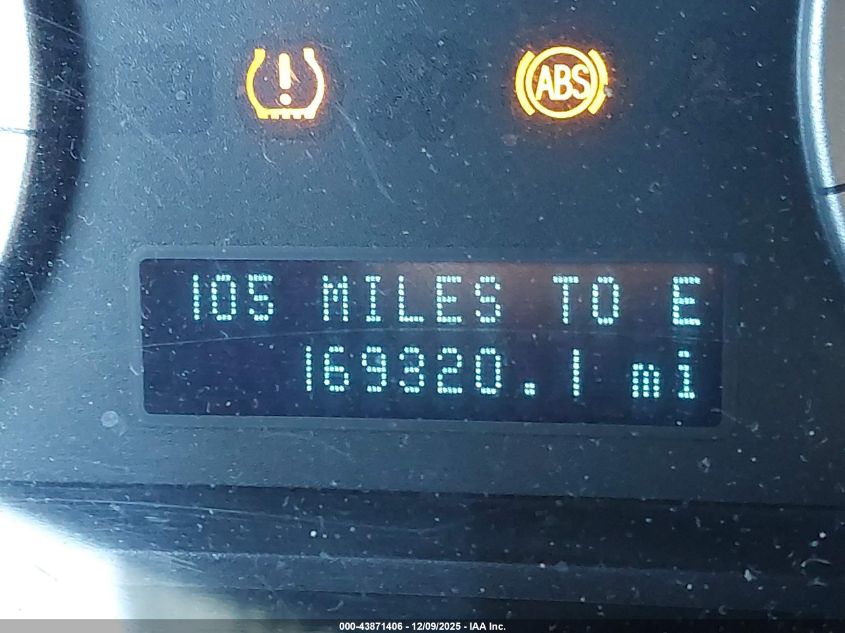 ABS
105 MILES TO E
169320.1 mi
000-43871406 - 12/09/2025 - IAA Inc.